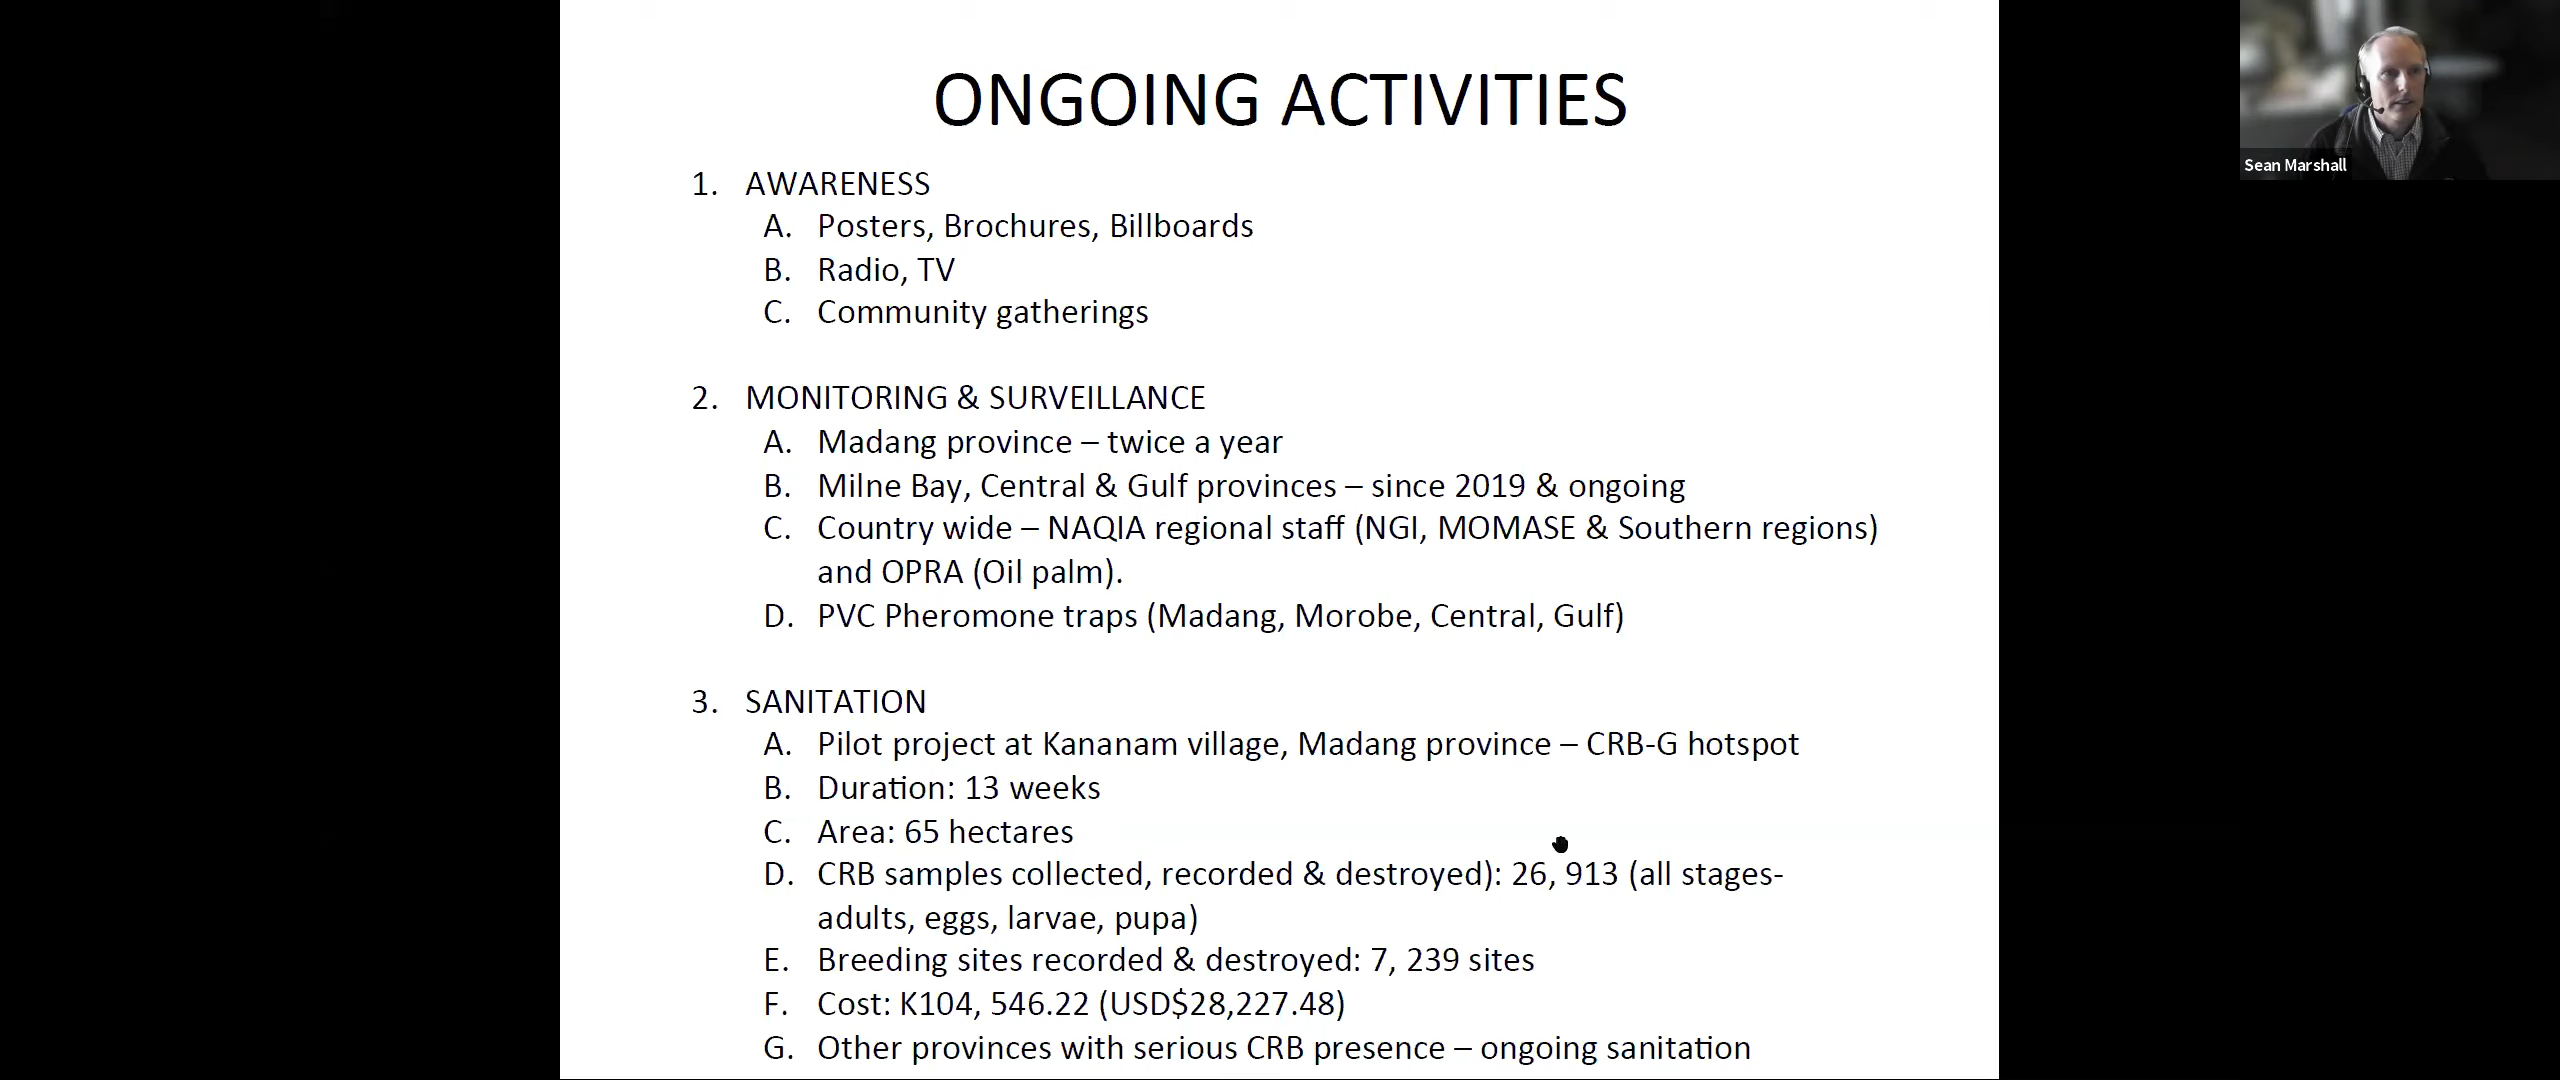 ONGOING ACTIVITIES
1. AWARENESS
A. Posters, Brochures, Billboards
B. Radio, TV
C. Community gatherings
2. MONITORING & SURVEILLANCE
A. Madang province – twice a year
B. Milne Bay, Central & Gulf provinces – since 2019 & ongoing
C. Country wide – NAQIA regional staff (NGI, MOMASE & Southern regions)
and OPRA (Oil palm).
D. PVC Pheromone traps (Madang, Morobe, Central, Gulf)
3. SANITATION
A. Pilot project at Kananam village, Madang province – CRB-G hotspot
B. Duration: 13 weeks
C. Area: 65 hectares
D. CRB samples collected, recorded & destroyed): 26, 913 (all stages-
adults, eggs, larvae, pupa)
E. Breeding sites recorded & destroyed: 7, 239 sites
F. Cost: K104, 546.22 (USD$28,227.48)
G. Other provinces with serious CRB presence – ongoing sanitation
Sean Marshall